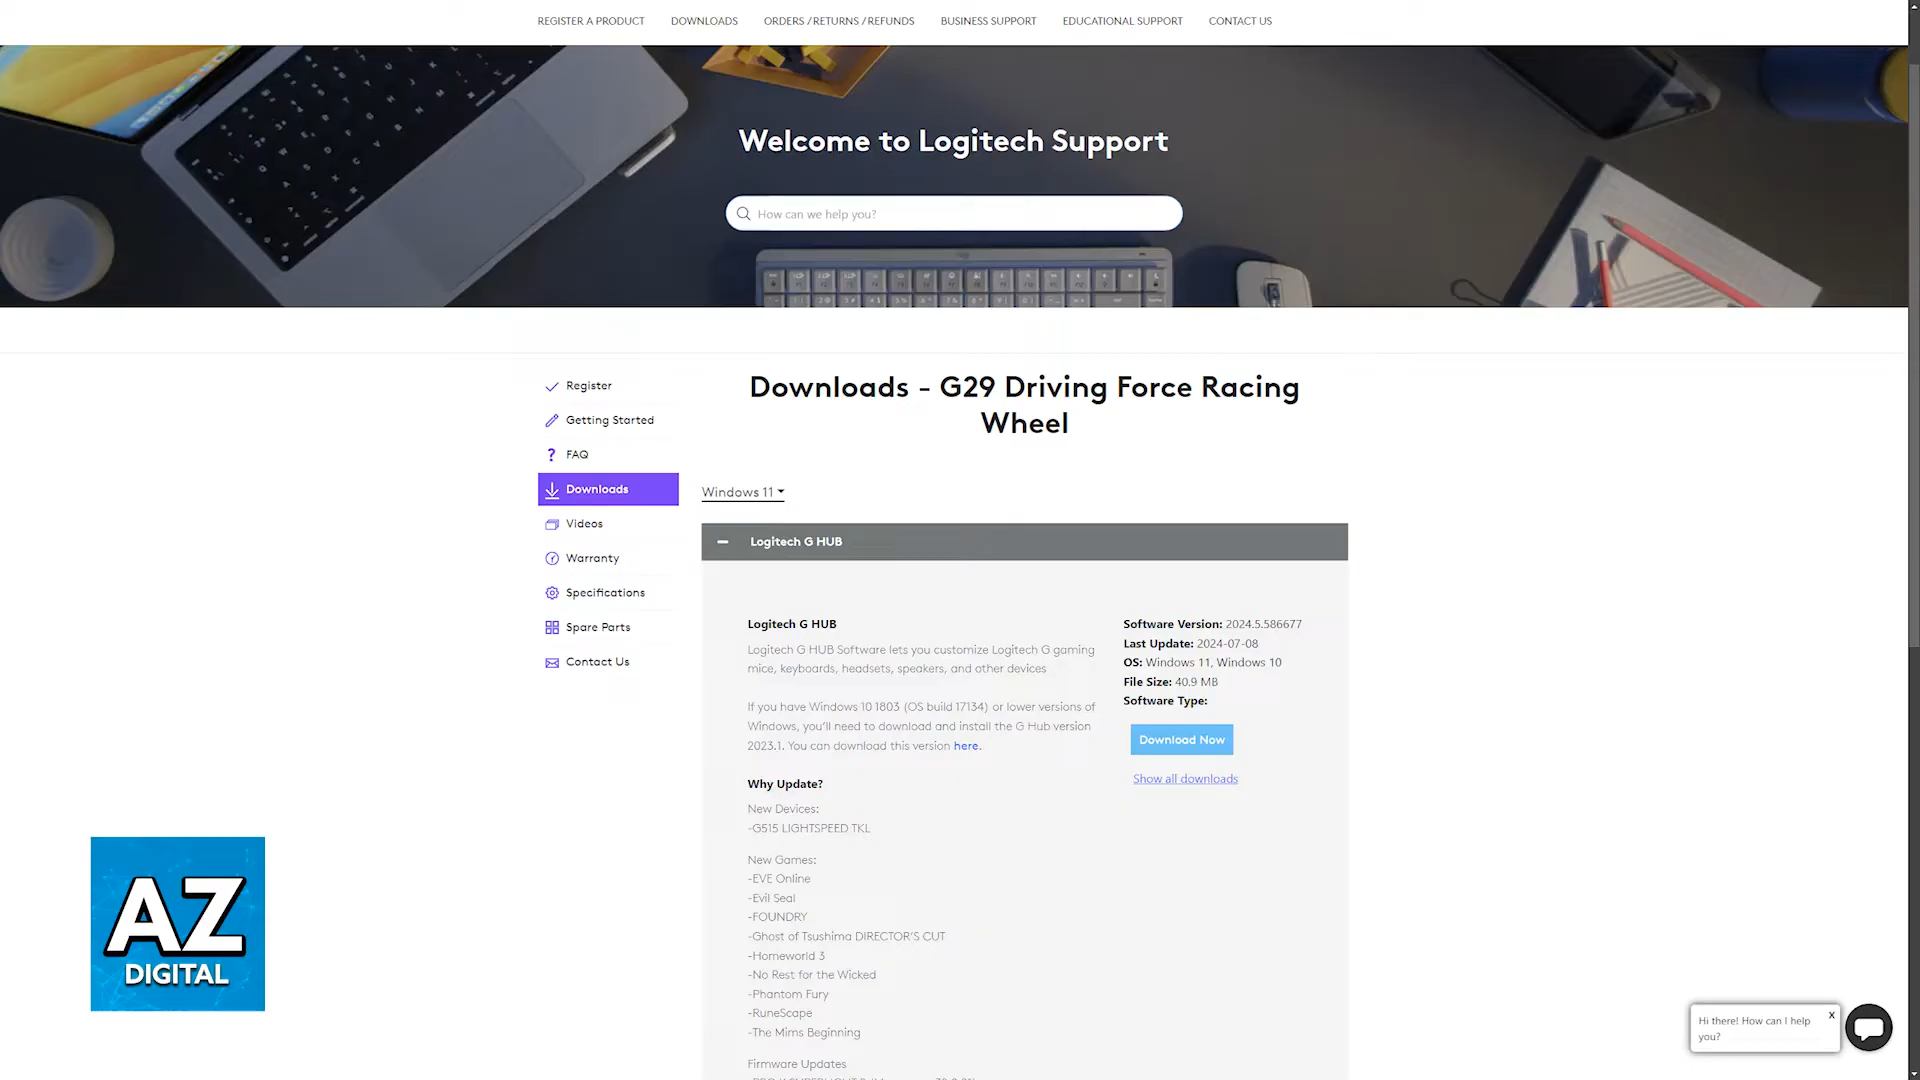 REGISTER A PRODUCT DOWNLOADS ORDERS / RETURNS / REFUNDS BUSINESS SUPPORT EDUCATIONAL SUPPORT CONTACT US
Welcome to Logitech Support
How can we help you?
Register
Getting Started
FAQ
Downloads
Videos
Warranty
Specifications
Spare Parts
Contact Us
Downloads - G29 Driving Force Racing
Wheel
Windows 11
Logitech G HUB
Logitech G HUB
Logitech G HUB Software lets you customize Logitech G gaming
mice, keyboards, headsets, speakers, and other devices
If you have Windows 10 1803 (OS build 17134) or lower versions of
Windows, you'll need to download and install the G Hub version
2023.1. You can download this version here.
Why Update?
New Devices:
-G515 LIGHTSPEED TKL
New Games:
-EVE Online
-Evil Seal
-FOUNDRY
-Ghost of Tsushima DIRECTOR'S CUT
-Homeworld 3
-No Rest for the Wicked
-Phantom Fury
-RuneScape
-The Mims Beginning
Firmware Updates
Software Version: 2024.5.586677
Last Update: 2024-07-08
OS: Windows 11, Windows 10
File Size: 40.9 MB
Software Type:
Download Now
Show all downloads
AZ
DIGITAL
Hi there! How can I help x
you?